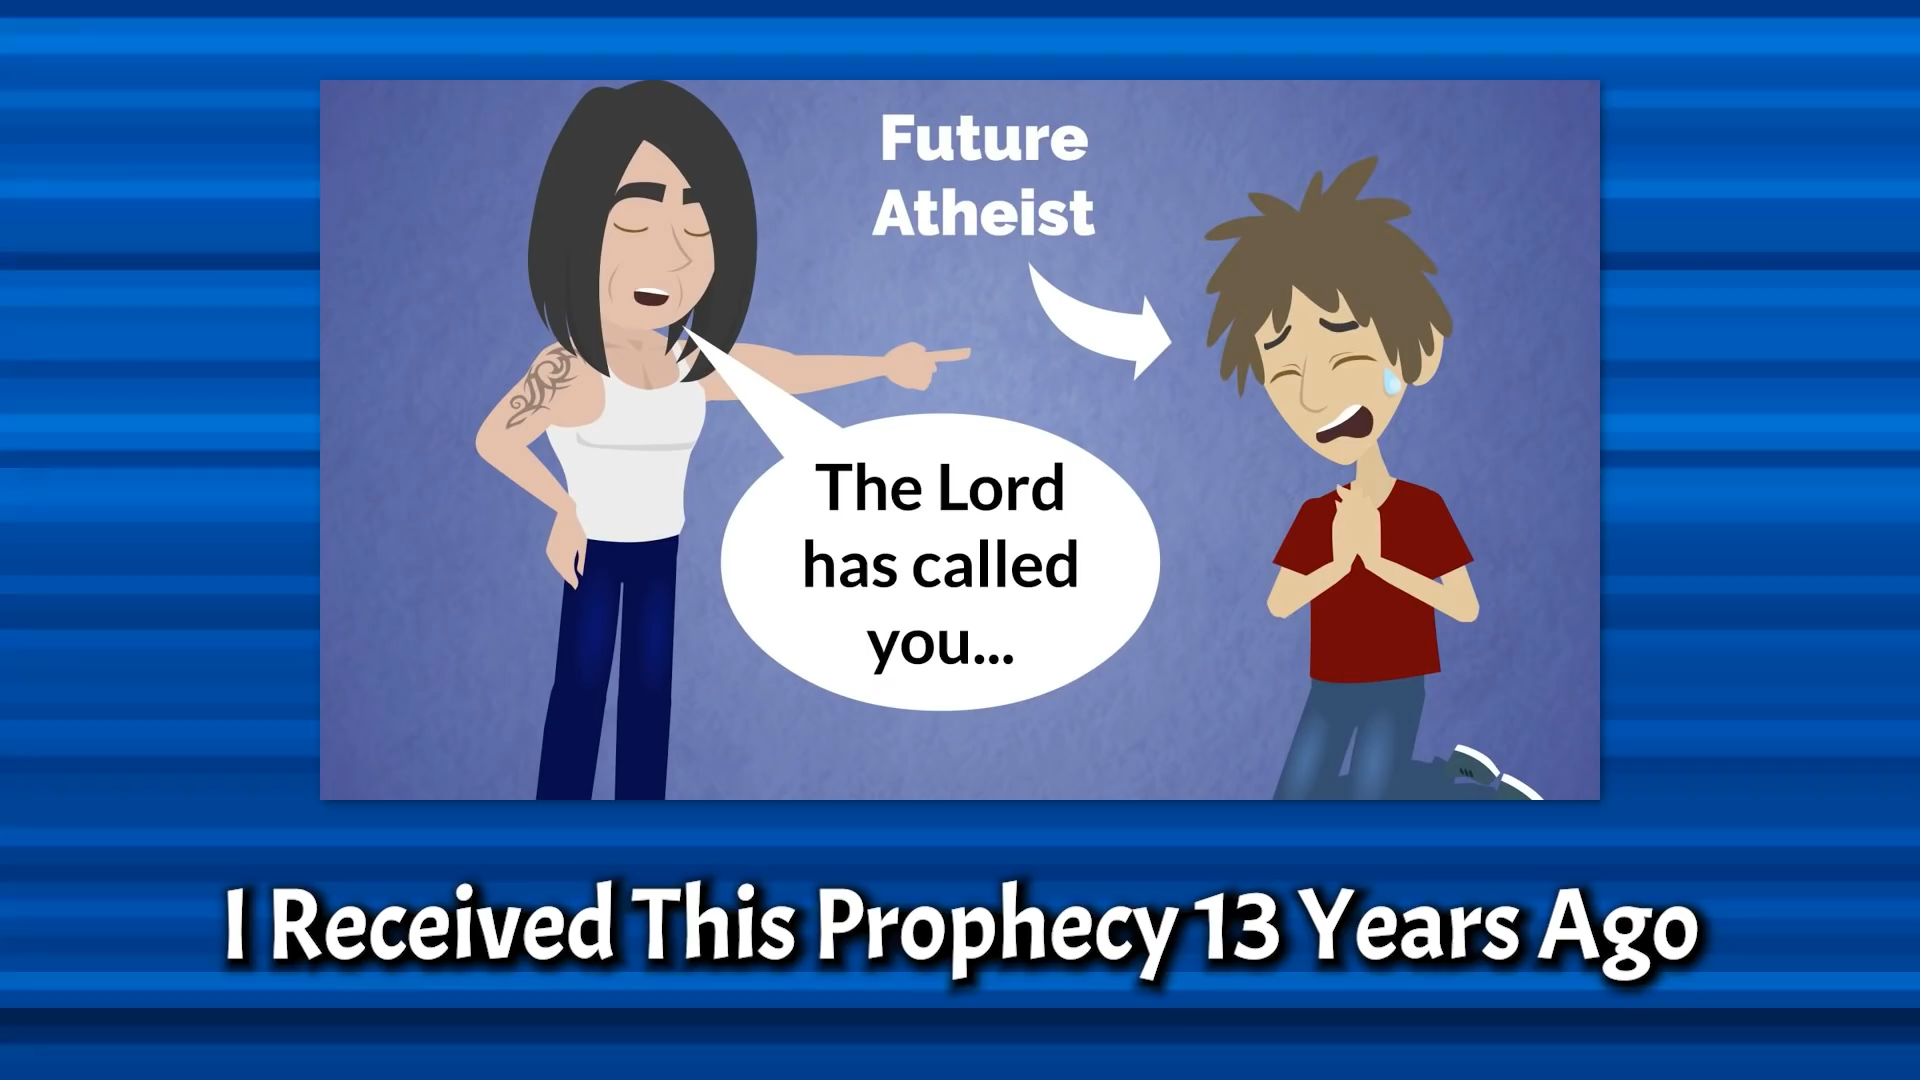 Future
Atheist
The Lord
has called
you...
I Received This Prophecy 13 Years Ago